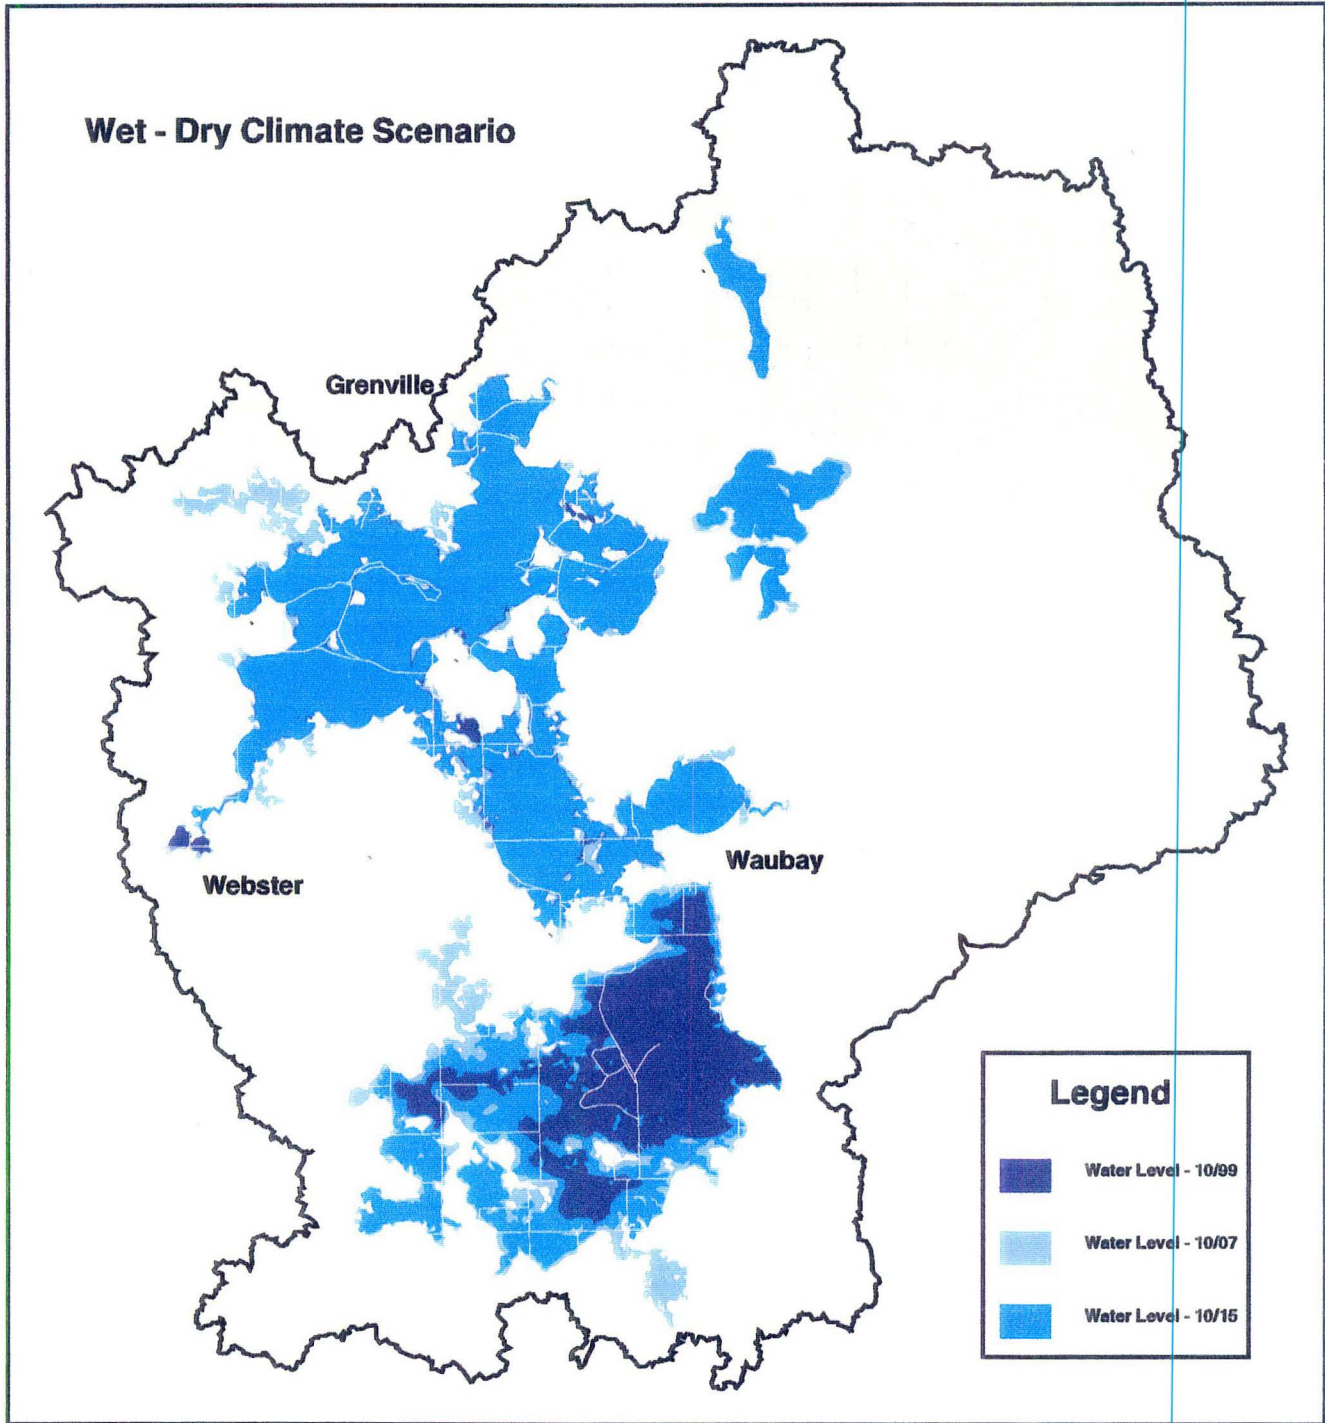 Wet - Dry Climate Scenario
Grenville
Waubay
Webster
Legend
Water Level - 10/99
Water Level - 10/07
Water Level - 10/15